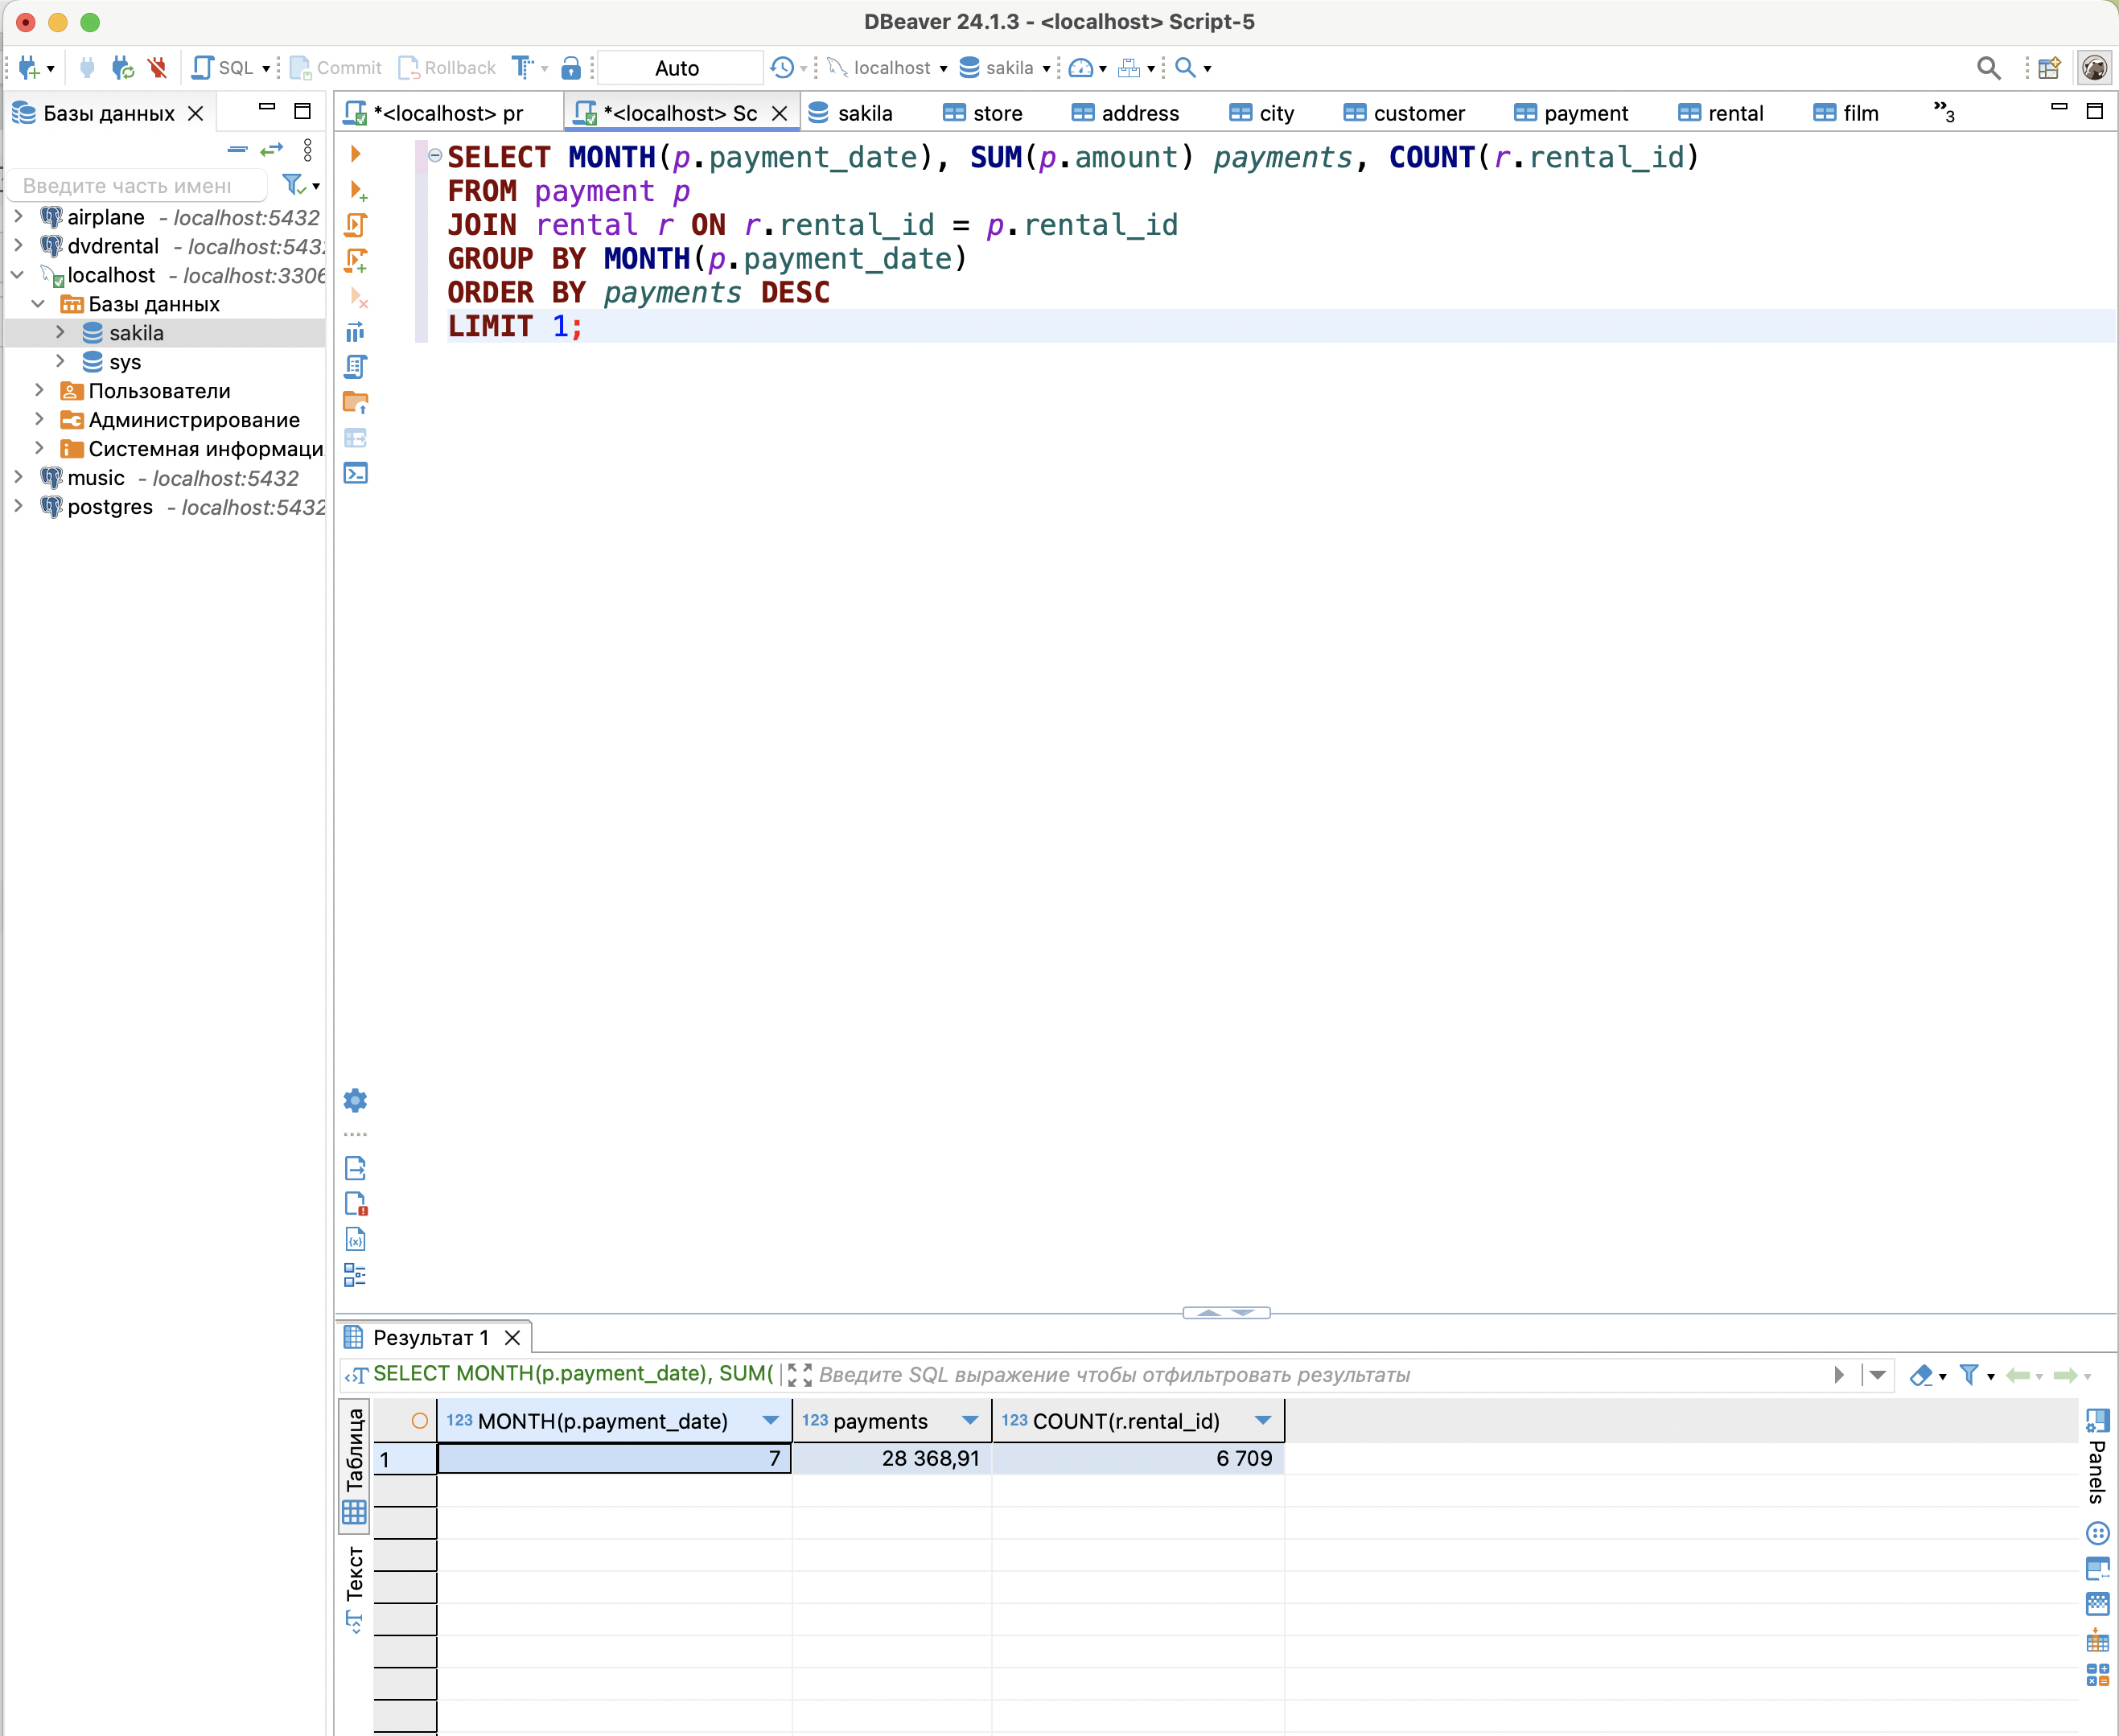 DBeaver 24.1.3 - <localhost> Script-5
SQL Commit Rollback Auto localhost sakila
Базы данных
*<localhost> pr *<localhost> Sc sakila store address city customer payment rental film »3
Введите часть имени
airplane - localhost:5432
dvdrental - localhost:543
localhost - localhost:3306
Базы данных
sakila
sys
Пользователи
Администрирование
Системная информаци
music - localhost:5432
postgres - localhost:5432
SELECT MONTH(p.payment_date), SUM(p.amount) payments, COUNT(r.rental_id)
FROM payment p
JOIN rental r ON r.rental_id = p.rental_id
GROUP BY MONTH(p.payment_date)
ORDER BY payments DESC
LIMIT 1;
Результат 1
SELECT MONTH(p.payment_date), SUM( Введите SQL выражение чтобы отфильтровать результаты
Таблица
Текст
123 MONTH(p.payment_date) 123 payments 123 COUNT(r.rental_id)
1 7 28 368,91 6 709
Panels